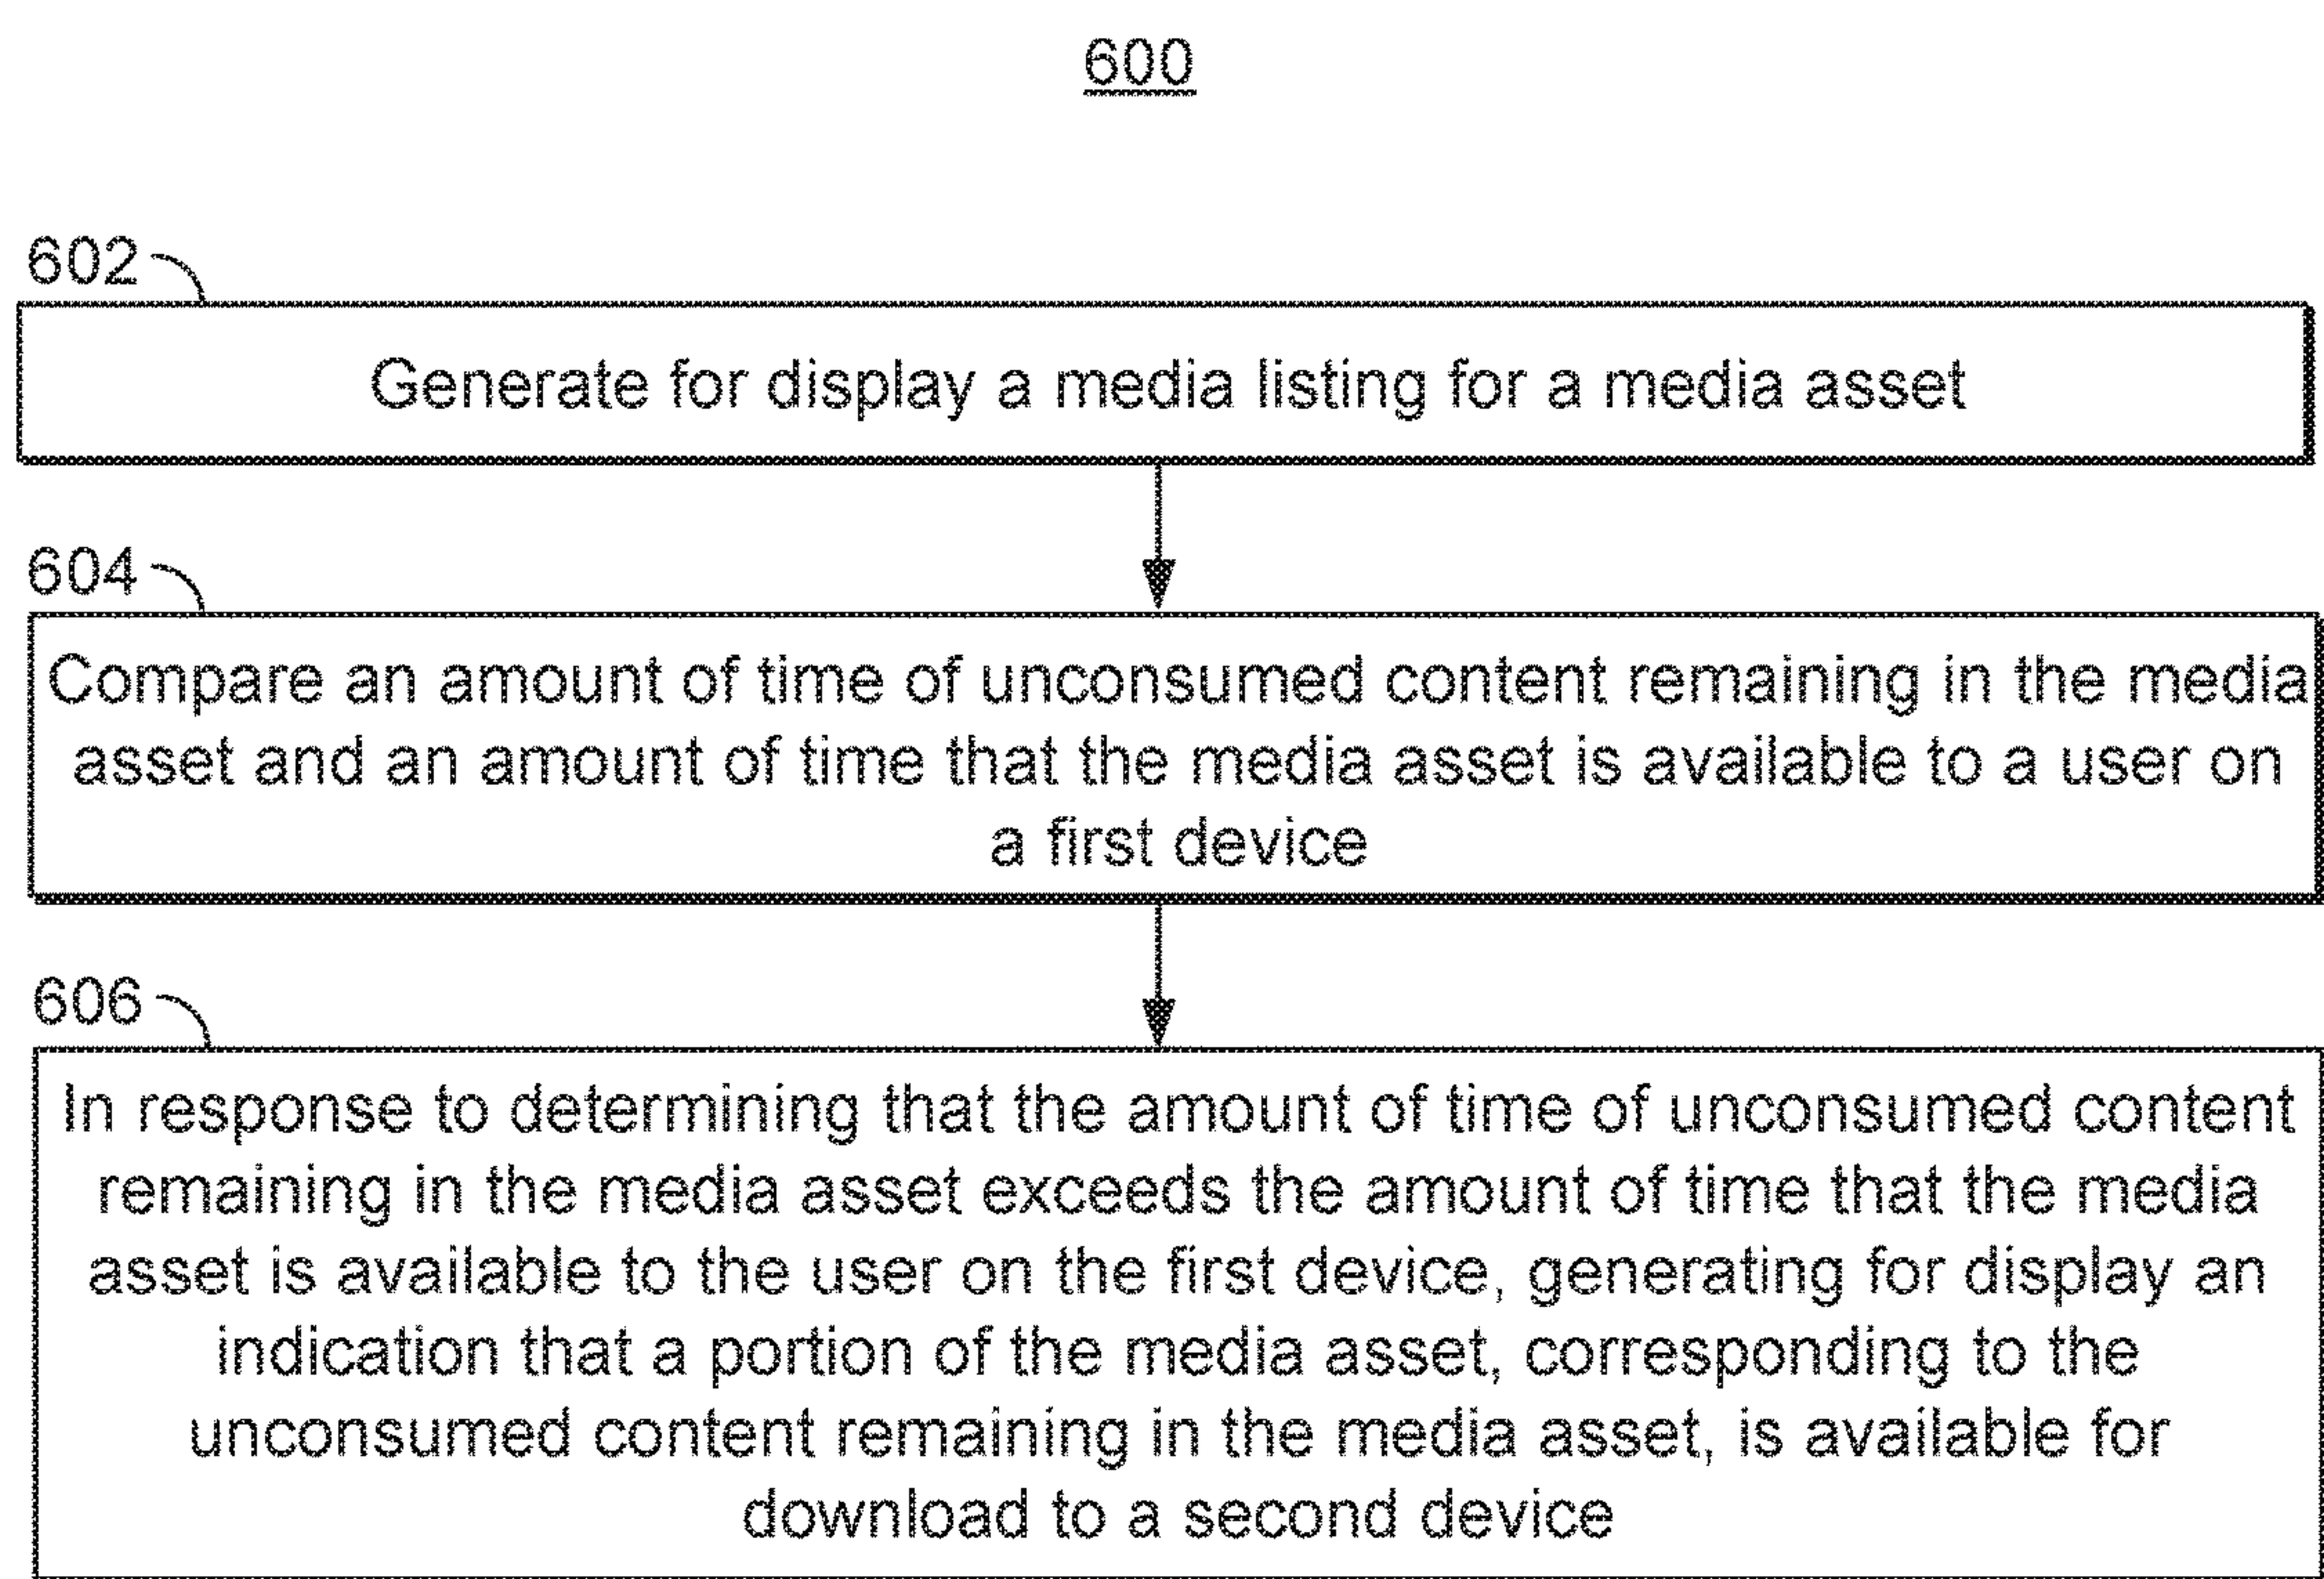 600
602
Generate for display a media listing for a media asset
604
Compare an amount of time of unconsumed content remaining in the media
asset and an amount of time that the media asset is available to a user on
a first device
606
In response to determining that the amount of time of unconsumed content
remaining in the media asset exceeds the amount of time that the media
asset is available to the user on the first device, generating for display an
indication that a portion of the media asset, corresponding to the
unconsumed content remaining in the media asset, is available for
download to a second device